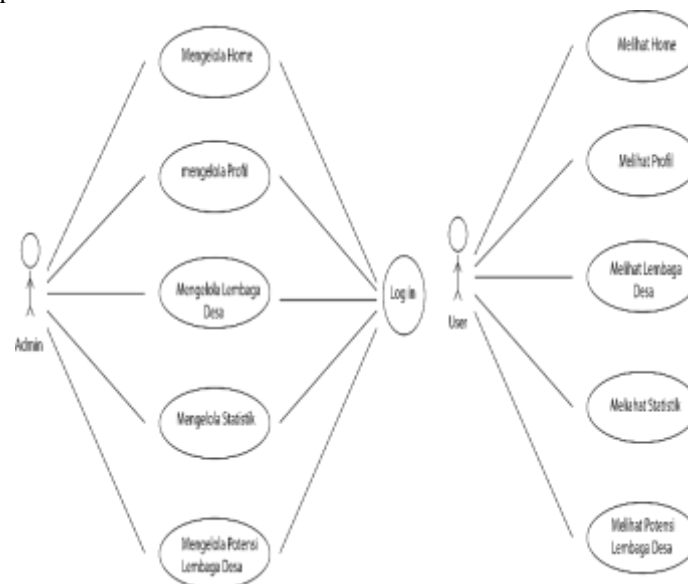 Mengelola Home
mengelola Profil
Mengelola Lembaga
Desa
Mengelola Statistik
Mengelola Potensi
Lembaga Desa
Admin
Log in
User
Melihat Home
Melihat Profil
Melihat Lembaga
Desa
Meliahat Statistik
Melihat Potensi
Lembaga Desa